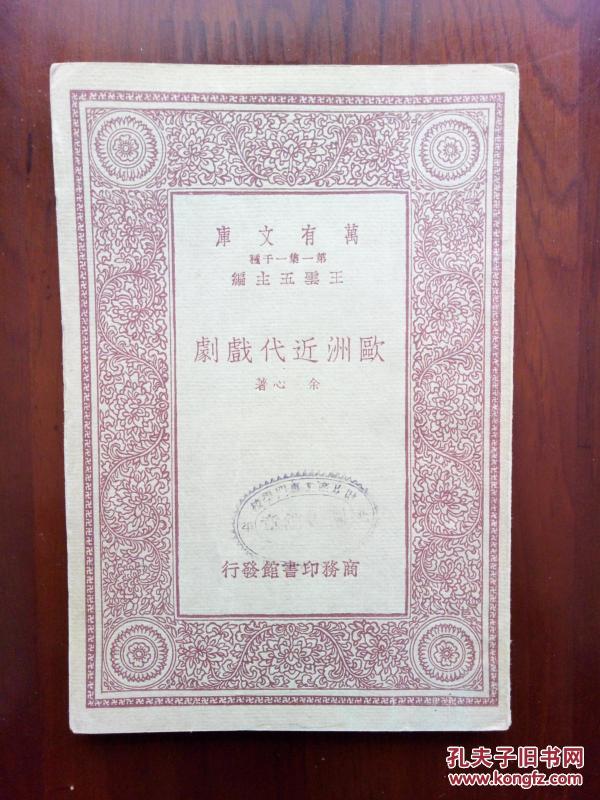 萬有文庫
第一集一千種
王雲五主編
歐洲近代戲劇
余心著
商務印書館發行
孔夫子旧书网
www.kongfz.com